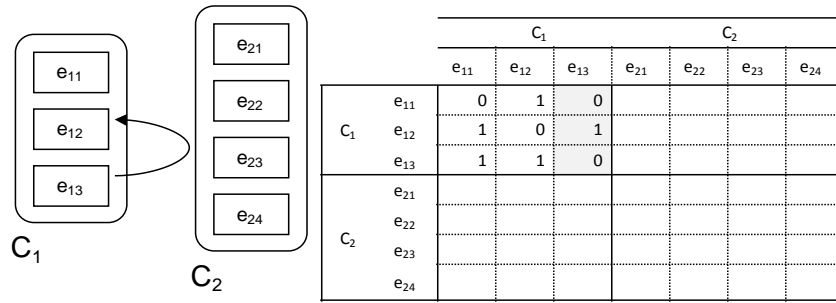 e11
e12
e13
C1
e21
e22
e23
e24
C2
C1 C2
e11 e12 e13 e21 e22 e23 e24
e11 0 1 0
C1 e12 1 0 1
e13 1 1 0
e21
e22
C2 e23
e24